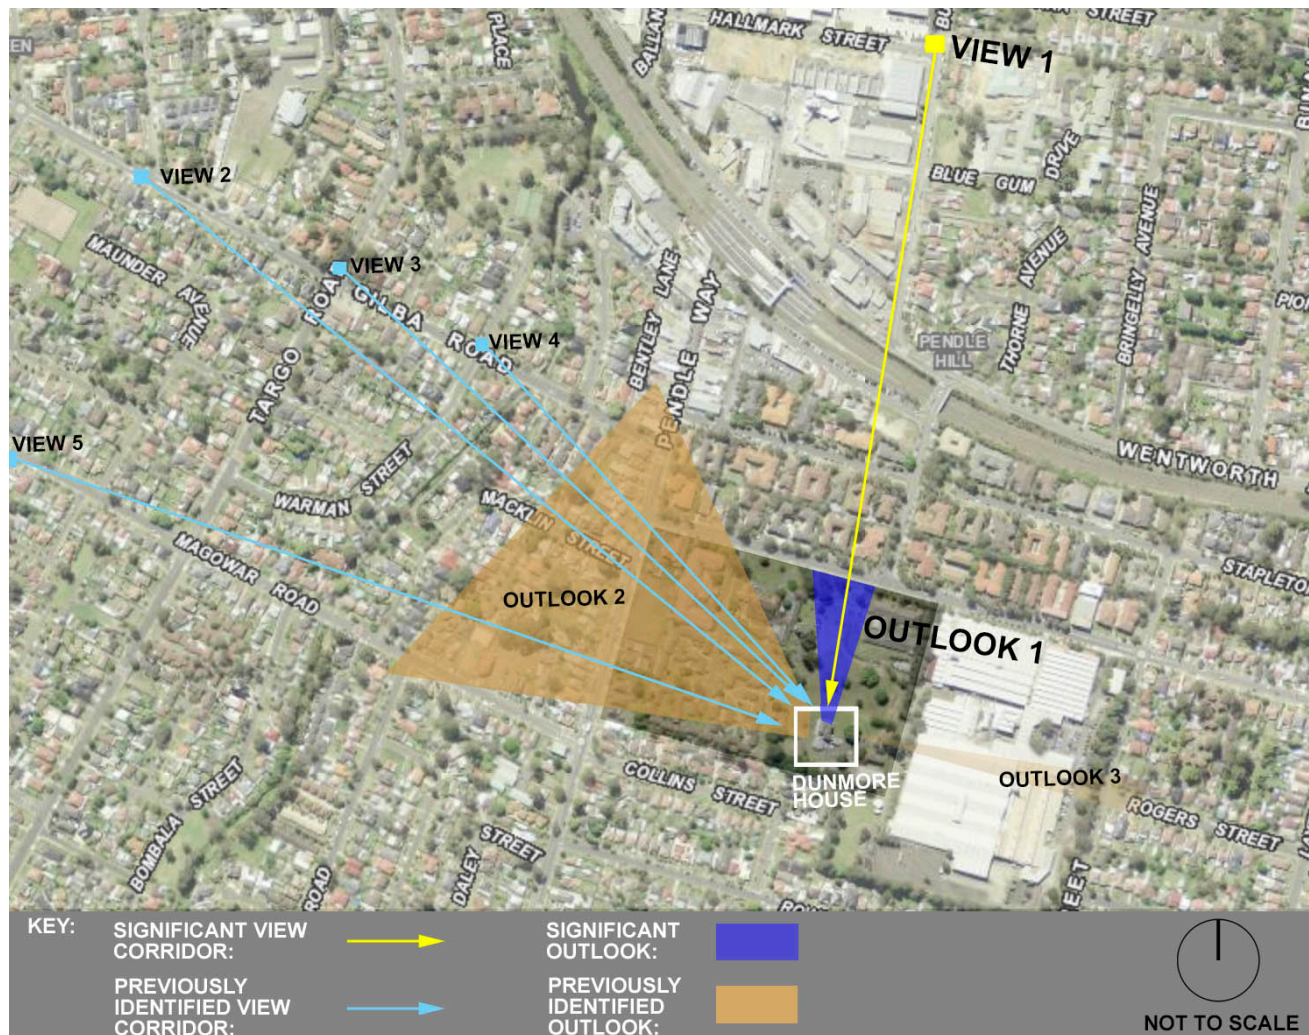 HALLMARK STREET
STREET
PLACE
BALLAN
VIEW 1
VIEW 2
BLUE GUM DRIVE
MAUNDER AVENUE
VIEW 3
TARGO ROAD
GILBA ROAD
VIEW 4
BENTLEY LANE
PENDLE WAY
PENDLE
HILL
THORNE AVENUE
BRINGELLY AVENUE
PIO
VIEW 5
WARMAN STREET
WENTWORTH
MACKLIN STREET
MAGOWAR ROAD
STAPLETO
OUTLOOK 2
OUTLOOK 1
OUTLOOK 3
DUNMORE
HOUSE
COLLINS STREET
ROGERS STREET
BOMBALA STREET
STREET
DALEY
ROAD
EET
KEY:
SIGNIFICANT VIEW
CORRIDOR:
SIGNIFICANT
OUTLOOK:
PREVIOUSLY
IDENTIFIED VIEW
CORRIDOR:
PREVIOUSLY
IDENTIFIED
OUTLOOK:
NOT TO SCALE